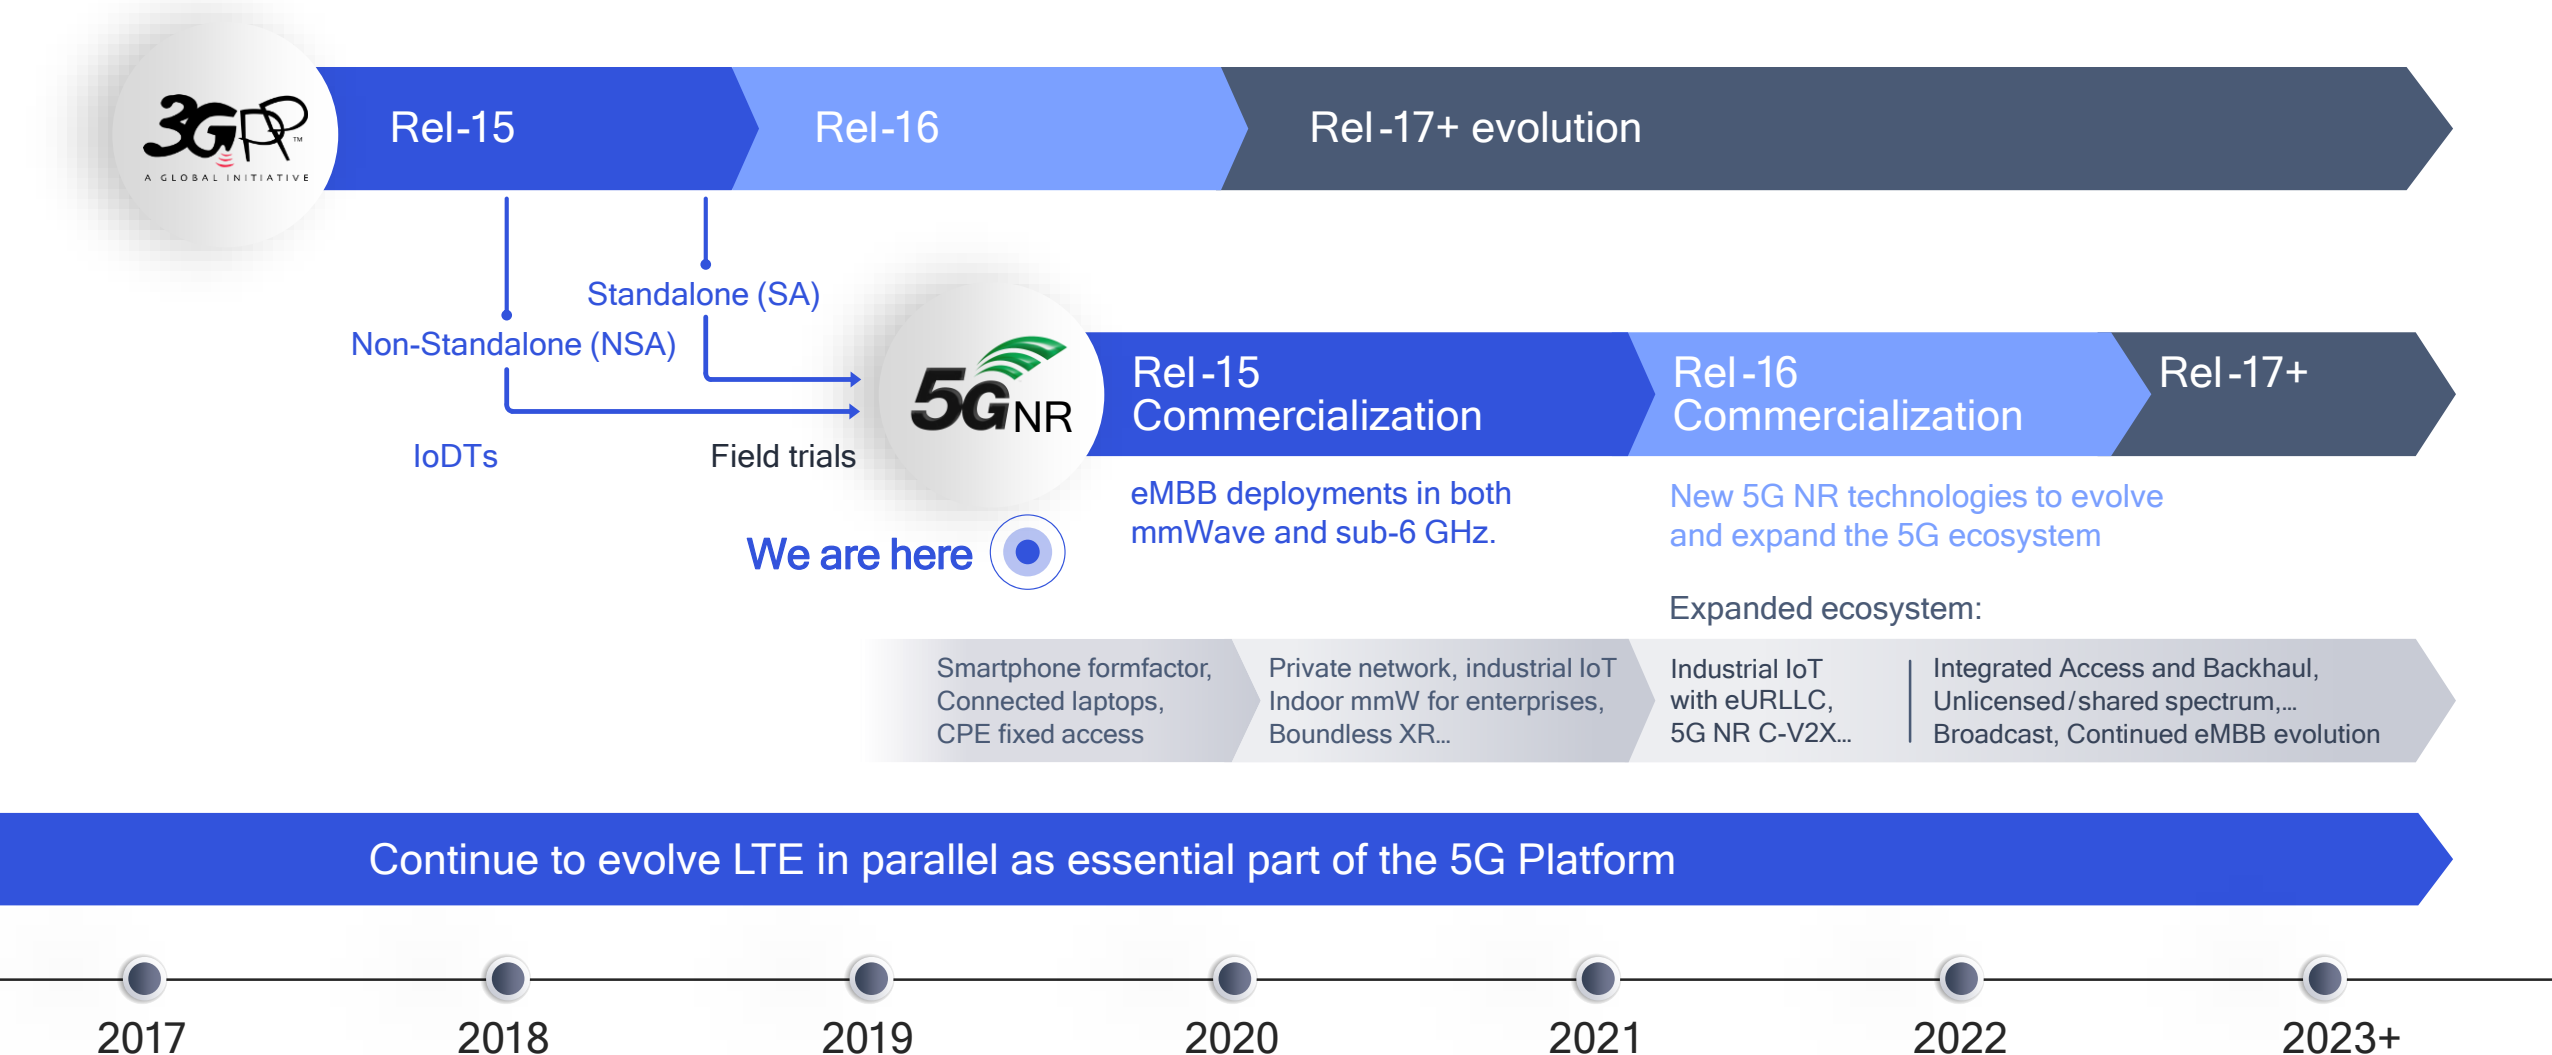 3GPP™
A GLOBAL INITIATIVE
Rel-15
Rel-16
Rel-17+ evolution
Standalone (SA)
Non-Standalone (NSA)
IoDTs
Field trials
5G NR
We are here
Rel-15
Commercialization
Rel-16
Commercialization
Rel-17+
eMBB deployments in both
mmWave and sub-6 GHz.
New 5G NR technologies to evolve
and expand the 5G ecosystem
Expanded ecosystem:
Smartphone formfactor,
Connected laptops,
CPE fixed access
Private network, industrial IoT
Indoor mmW for enterprises,
Boundless XR...
Industrial IoT
with eURLLC,
5G NR C-V2X...
Integrated Access and Backhaul,
Unlicensed/shared spectrum,...
Broadcast, Continued eMBB evolution
Continue to evolve LTE in parallel as essential part of the 5G Platform
2017
2018
2019
2020
2021
2022
2023+